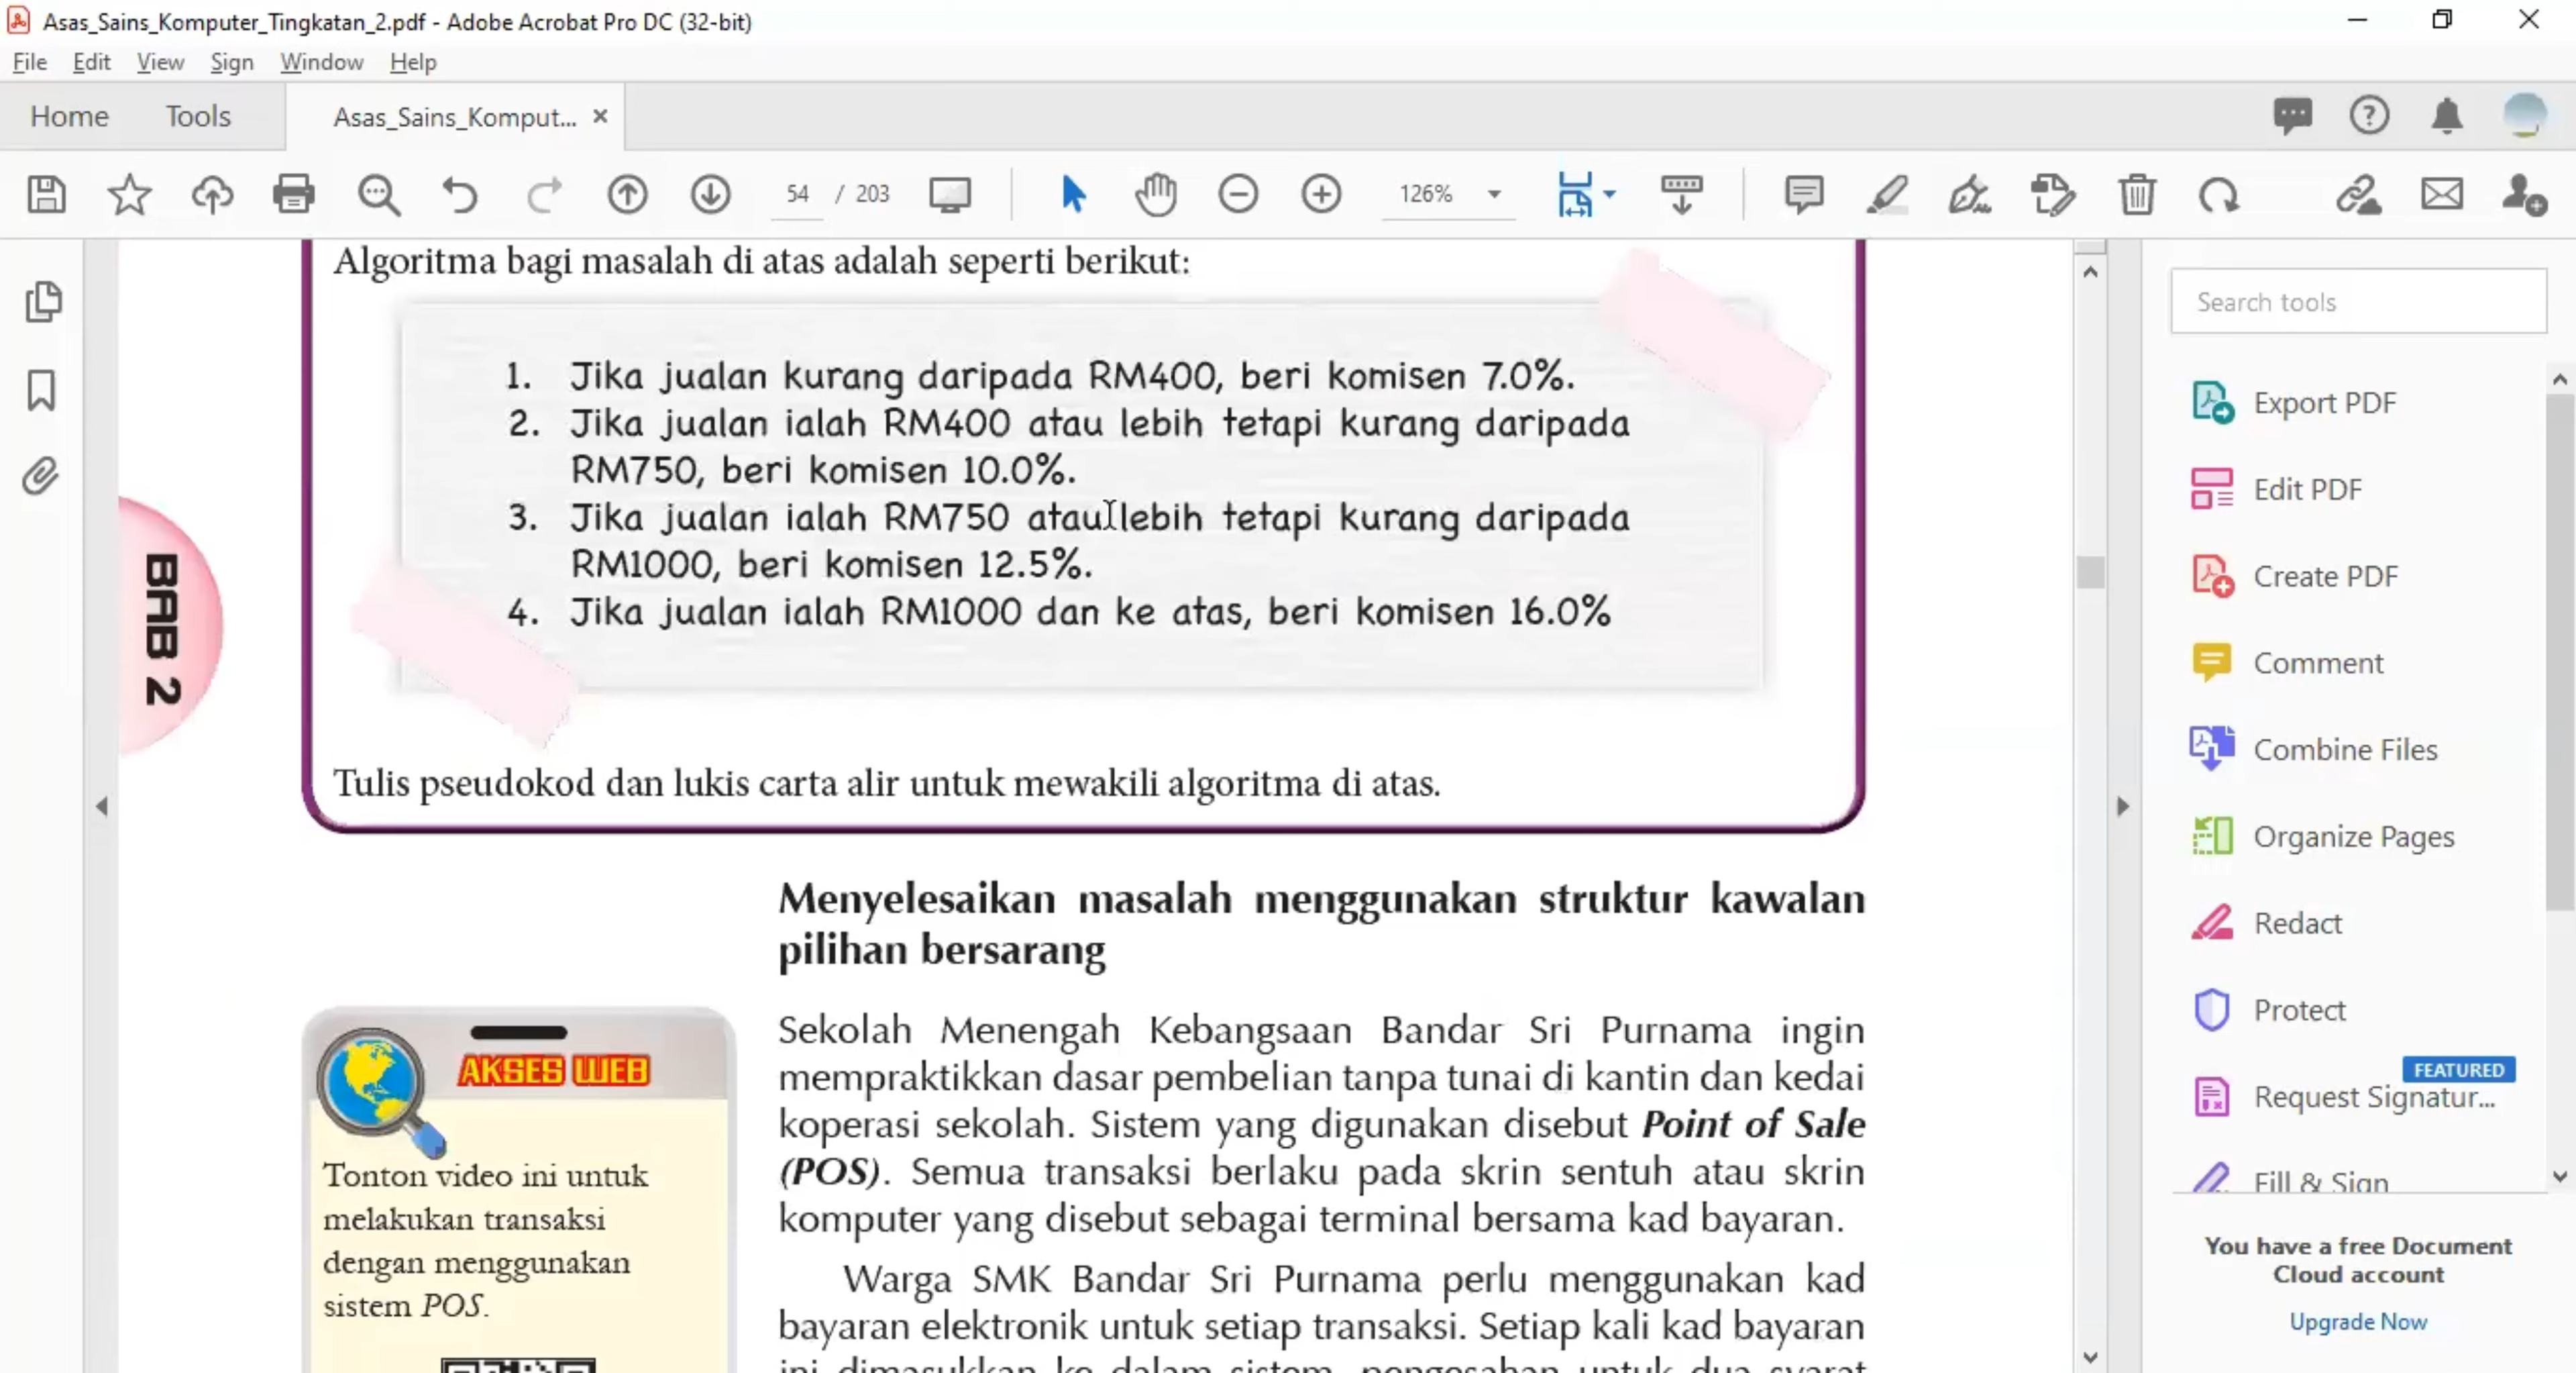 Asas_Sains_Komputer_Tingkatan_2.pdf - Adobe Acrobat Pro DC (32-bit)
File Edit View Sign Window Help
Home Tools Asas_Sains_Komput...
54 / 203 126%
Algoritma bagi masalah di atas adalah seperti berikut:
1. Jika jualan kurang daripada RM400, beri komisen 7.0%.
2. Jika jualan ialah RM400 atau lebih tetapi kurang daripada
RM750, beri komisen 10.0%.
3. Jika jualan ialah RM750 atau lebih tetapi kurang daripada
RM1000, beri komisen 12.5%.
4. Jika jualan ialah RM1000 dan ke atas, beri komisen 16.0%
BAB 2
Tulis pseudokod dan lukis carta alir untuk mewakili algoritma di atas.
Menyelesaikan masalah menggunakan struktur kawalan
pilihan bersarang
Sekolah Menengah Kebangsaan Bandar Sri Purnama ingin
mempraktikkan dasar pembelian tanpa tunai di kantin dan kedai
koperasi sekolah. Sistem yang digunakan disebut Point of Sale
(POS). Semua transaksi berlaku pada skrin sentuh atau skrin
komputer yang disebut sebagai terminal bersama kad bayaran.
Warga SMK Bandar Sri Purnama perlu menggunakan kad
bayaran elektronik untuk setiap transaksi. Setiap kali kad bayaran
ini dimasukkan ke dalam sistem, pengesahan untuk dua syarat
AKSES WEB
Tonton video ini untuk
melakukan transaksi
dengan menggunakan
sistem POS.
Search tools
Export PDF
Edit PDF
Create PDF
Comment
Combine Files
Organize Pages
Redact
Protect
FEATURED
Request Signatur...
Fill & Sign
You have a free Document
Cloud account
Upgrade Now